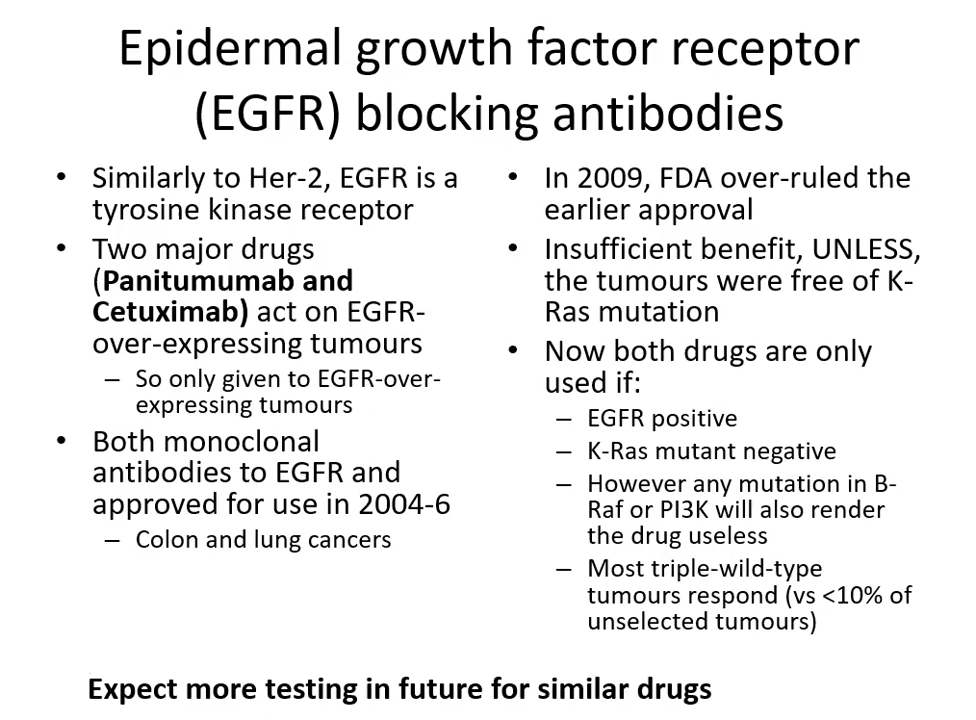 Epidermal growth factor receptor
(EGFR) blocking antibodies
• Similarly to Her-2, EGFR is a
tyrosine kinase receptor
• Two major drugs
(Panitumumab and
Cetuximab) act on EGFR-
over-expressing tumours
– So only given to EGFR-over-
expressing tumours
• Both monoclonal
antibodies to EGFR and
approved for use in 2004-6
– Colon and lung cancers
• In 2009, FDA over-ruled the
earlier approval
• Insufficient benefit, UNLESS,
the tumours were free of K-
Ras mutation
• Now both drugs are only
used if:
– EGFR positive
– K-Ras mutant negative
– However any mutation in B-
Raf or PI3K will also render
the drug useless
– Most triple-wild-type
tumours respond (vs <10% of
unselected tumours)
Expect more testing in future for similar drugs